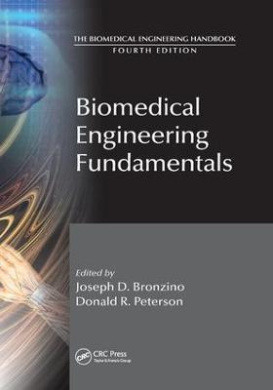 THE BIOMEDICAL ENGINEERING HANDBOOK
FOURTH EDITION
Biomedical
Engineering
Fundamentals
Edited by
Joseph D. Bronzino
Donald R. Peterson
CRC Press
Taylor & Francis Group